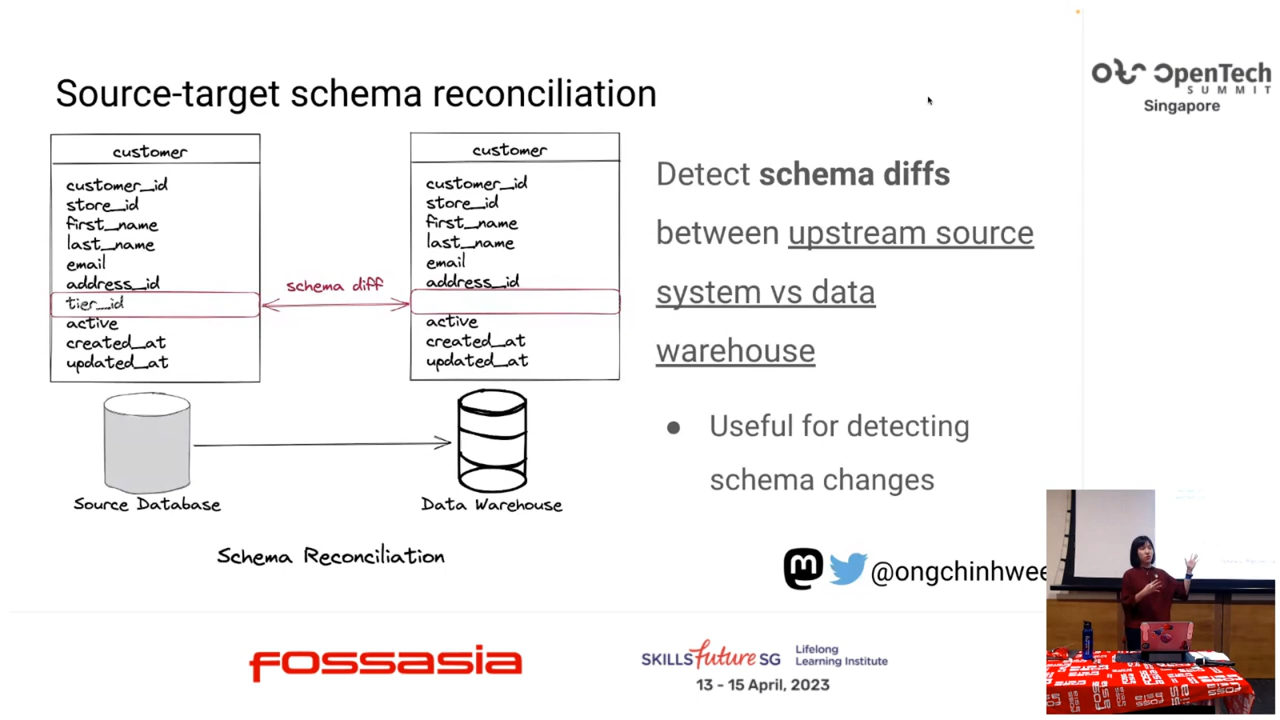 Source-target schema reconciliation
OpenTech
SUMMIT
Singapore
customer
customer_id
store_id
first_name
last_name
email
address_id
tier_id
active
created_at
updated_at
schema diff
customer
customer_id
store_id
first_name
last_name
email
address_id
active
created_at
updated_at
Source Database
Data Warehouse
Schema Reconciliation
Detect schema diffs
between upstream source
system vs data
warehouse
● Useful for detecting
schema changes
@ongchinhwee
fossasia
SKILLS future SG
Lifelong
Learning Institute
13 - 15 April, 2023